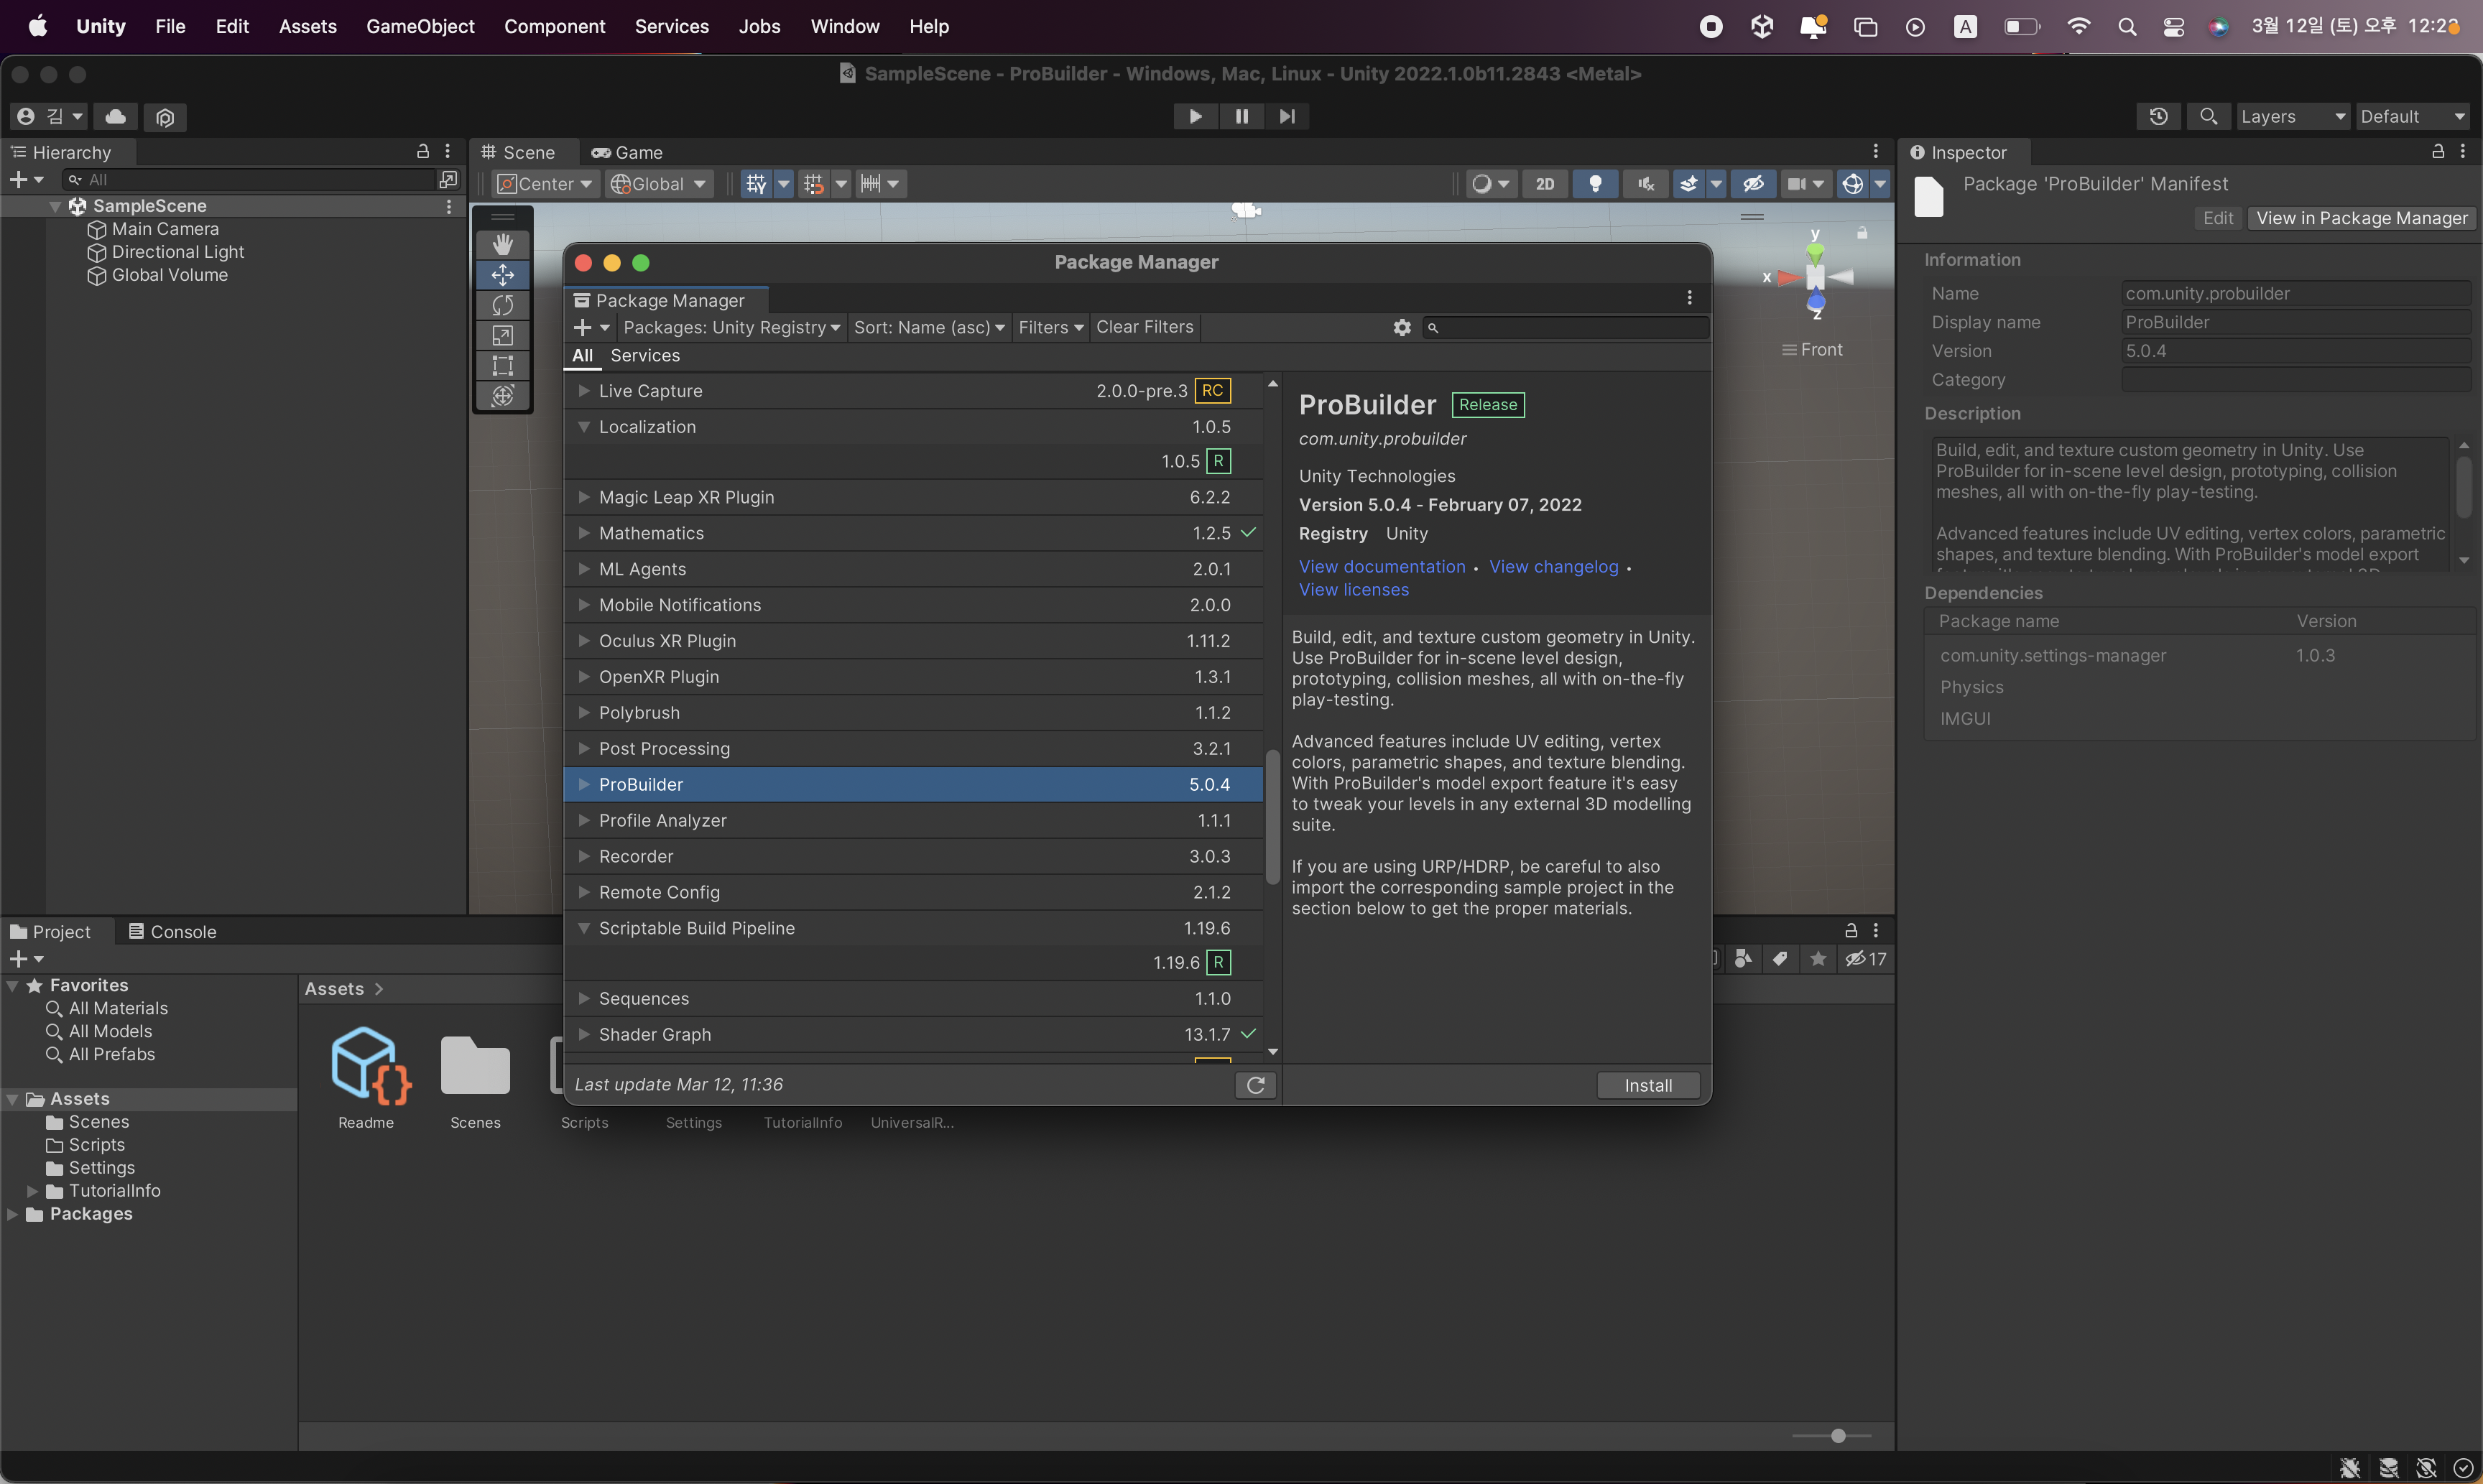 Unity File Edit Assets GameObject Component Services Jobs Window Help
A 3월 12일 (토) 오후
SampleScene - ProBuilder - Windows, Mac, Linux - Unity 2022.1.0b11.2843 <Metal>
김
Layers Default
Hierarchy
All
SampleScene
Main Camera
Directional Light
Global Volume
Scene Game
Center Global 2D
y
x
z
Front
Package Manager
Package Manager
Packages: Unity Registry Sort: Name (asc) Filters Clear Filters
All Services
Live Capture 2.0.0-pre.3 RC
Localization 1.0.5
1.0.5 R
Magic Leap XR Plugin 6.2.2
Mathematics 1.2.5
ML Agents 2.0.1
Mobile Notifications 2.0.0
Oculus XR Plugin 1.11.2
OpenXR Plugin 1.3.1
Polybrush 1.1.2
Post Processing 3.2.1
ProBuilder 5.0.4
Profile Analyzer 1.1.1
Recorder 3.0.3
Remote Config 2.1.2
Scriptable Build Pipeline 1.19.6
1.19.6 R
Sequences 1.1.0
Shader Graph 13.1.7
Last update Mar 12, 11:36
ProBuilder Release
com.unity.probuilder
Unity Technologies
Version 5.0.4 - February 07, 2022
Registry Unity
View documentation • View changelog •
View licenses
Build, edit, and texture custom geometry in Unity.
Use ProBuilder for in-scene level design,
prototyping, collision meshes, all with on-the-fly
play-testing.
Advanced features include UV editing, vertex
colors, parametric shapes, and texture blending.
With ProBuilder's model export feature it's easy
to tweak your levels in any external 3D modelling
suite.
If you are using URP/HDRP, be careful to also
import the corresponding sample project in the
section below to get the proper materials.
Install
Inspector
Package 'ProBuilder' Manifest
Edit View in Package Manager
Information
Name com.unity.probuilder
Display name ProBuilder
Version 5.0.4
Category
Description
Build, edit, and texture custom geometry in Unity. Use
ProBuilder for in-scene level design, prototyping, collision
meshes, all with on-the-fly play-testing.
Advanced features include UV editing, vertex colors, parametric
shapes, and texture blending. With ProBuilder's model export
Dependencies
Package name Version
com.unity.settings-manager 1.0.3
Physics
IMGUI
Project Console
17
Favorites
All Materials
All Models
All Prefabs
Assets
Scenes
Scripts
Settings
TutorialInfo
Packages
Assets >
Readme Scenes Scripts Settings TutorialInfo UniversalR...